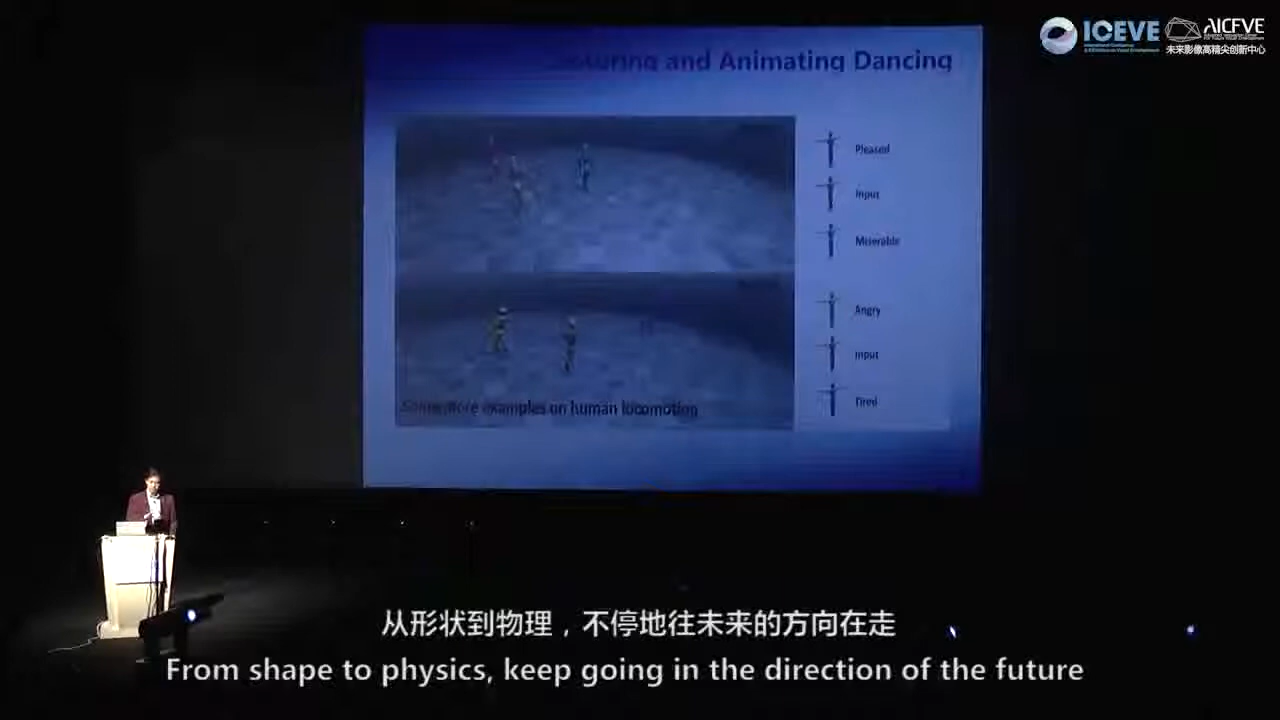 ICEVE
AICFVE
未来影像高精尖创新中心
and Animating Dancing
Pleased
Input
Miserable
Angry
Input
Tired
Some more examples on human locomotion
从形状到物理，不停地往未来的方向在走
From shape to physics, keep going in the direction of the future